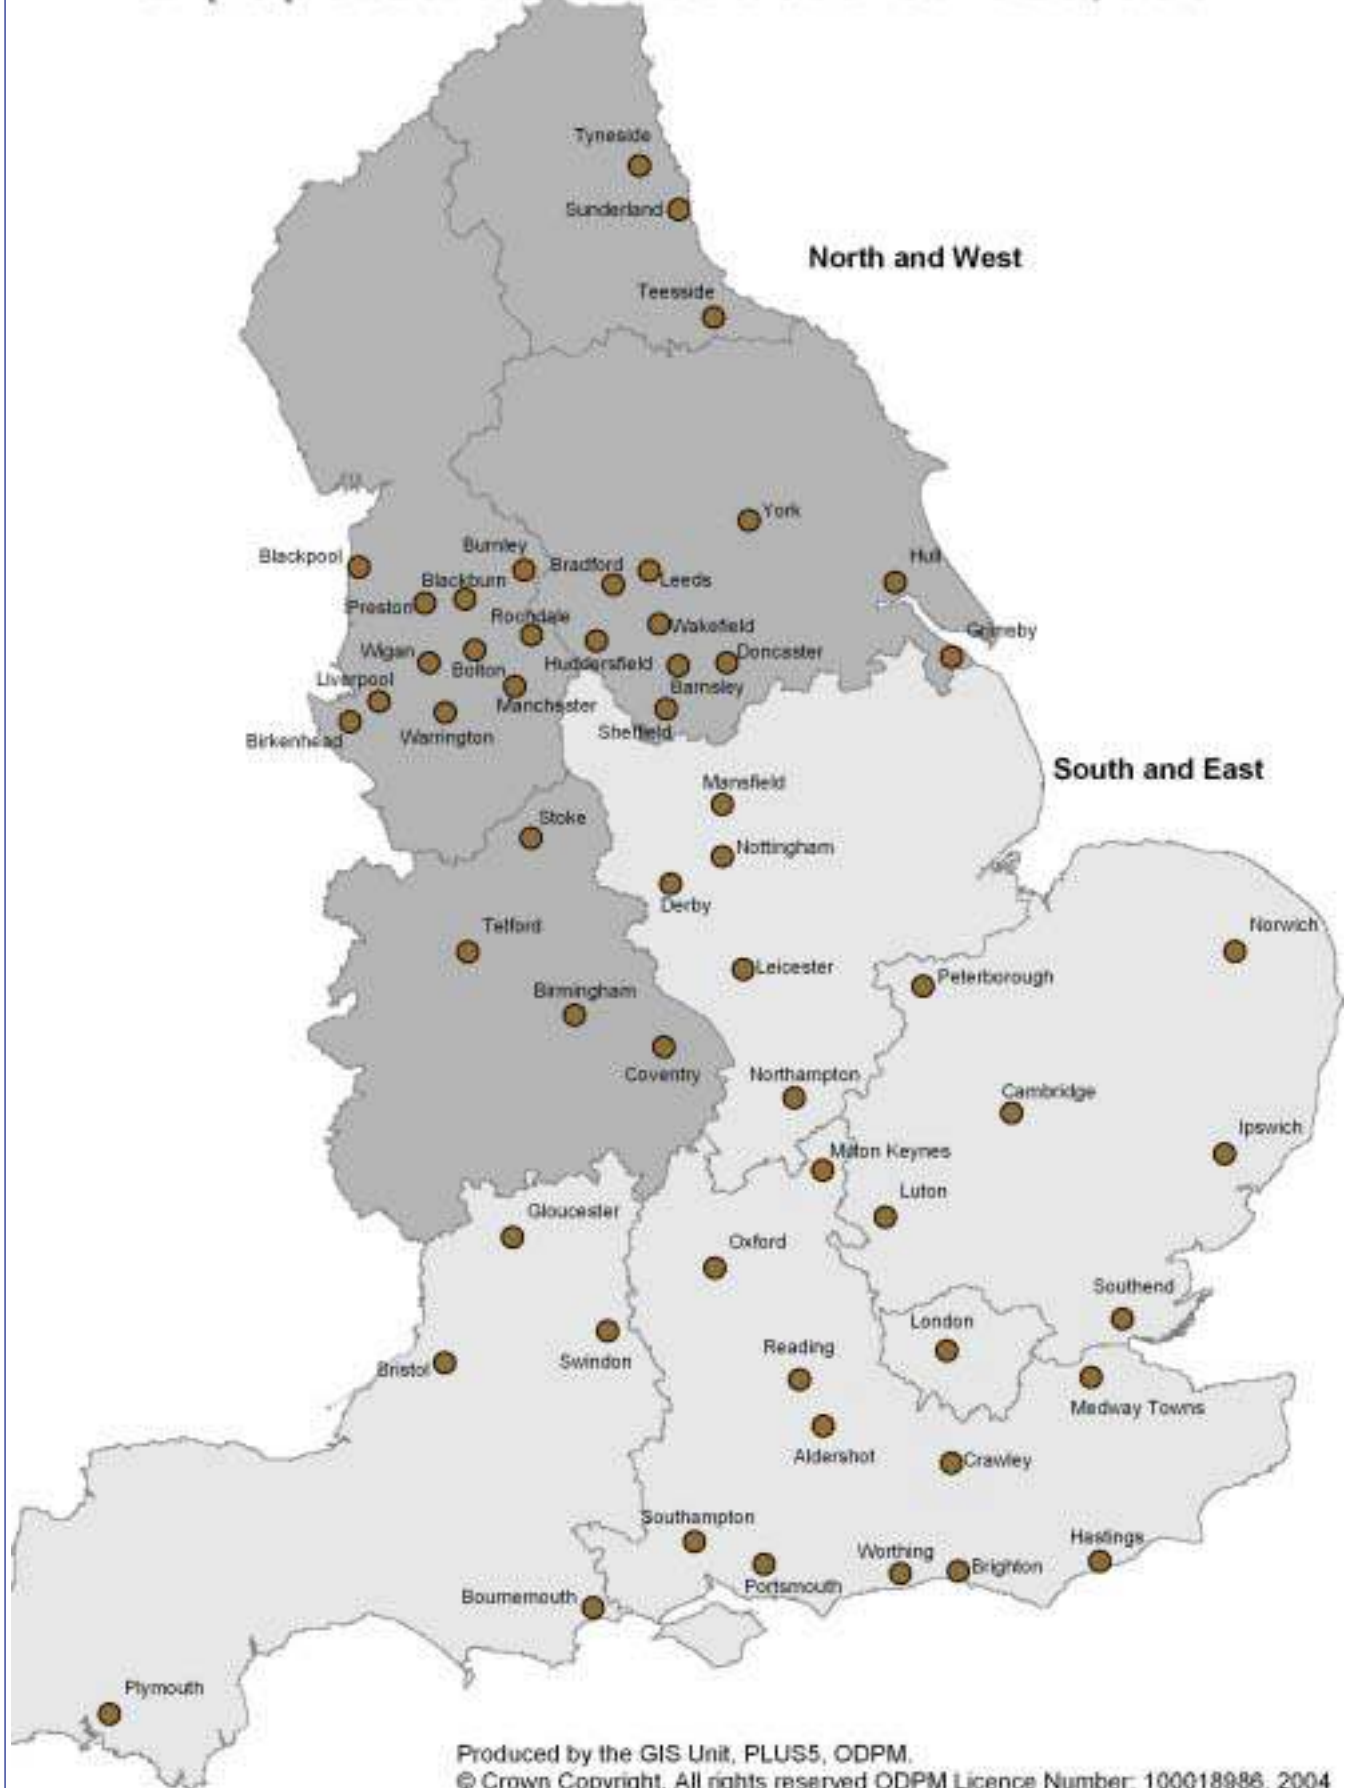 Tyneside
Sunderland
North and West
Teesside
York
Hull
Blackpool
Burnley
Bradford
Leeds
Blackburn
Preston
Rochdale
Wakefield
Grimsby
Wigan
Bolton
Huddersfield
Doncaster
Liverpool
Barnsley
Manchester
Birkenhead
Warrington
Sheffield
South and East
Mansfield
Stoke
Nottingham
Derby
Telford
Norwich
Leicester
Peterborough
Birmingham
Coventry
Northampton
Cambridge
Ipswich
Milton Keynes
Luton
Gloucester
Oxford
Southend
London
Reading
Swindon
Bristol
Medway Towns
Aldershot
Crawley
Southampton
Hastings
Worthing
Brighton
Portsmouth
Bournemouth
Plymouth
Produced by the GIS Unit, PLUS5, ODPM.
© Crown Copyright. All rights reserved ODPM Licence Number: 100018986, 2004